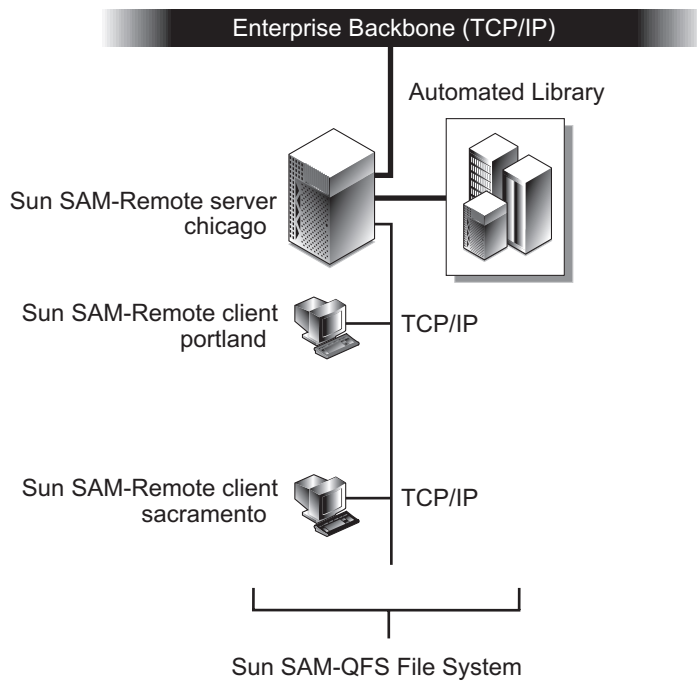 Enterprise Backbone (TCP/IP)
Automated Library
Sun SAM-Remote server
chicago
Sun SAM-Remote client
portland
TCP/IP
Sun SAM-Remote client
sacramento
TCP/IP
Sun SAM-QFS File System